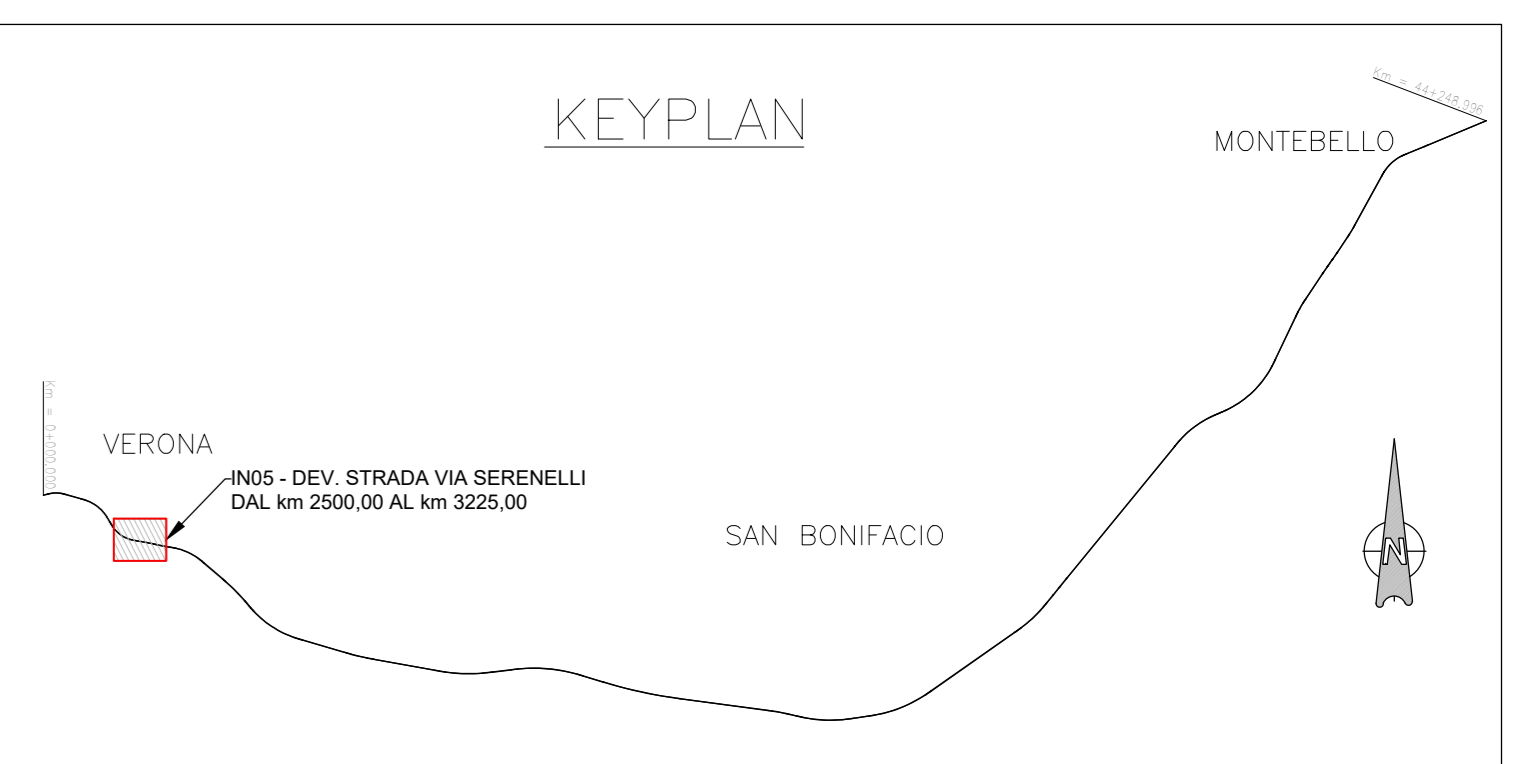 KEYPLAN
Km = 44+248,996
MONTEBELLO
Km = 0+000,000
VERONA
IN05 - DEV. STRADA VIA SERENELLI
DAL km 2500,00 AL km 3225,00
SAN BONIFACIO
N